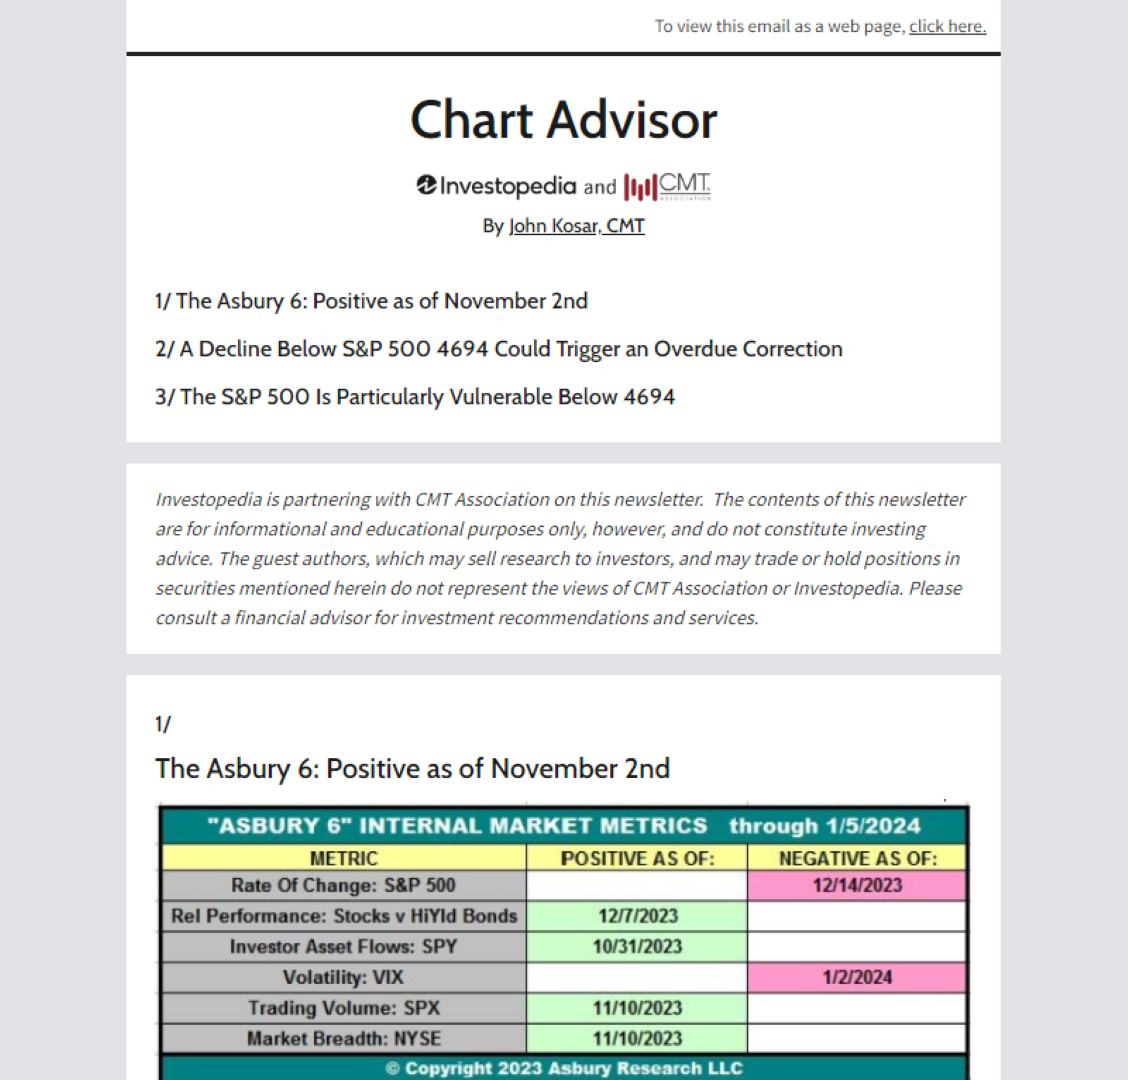 To view this email as a web page, click here.
Chart Advisor
Investopedia and CMT.
ASSOCIATION
By John Kosar, CMT
1/ The Asbury 6: Positive as of November 2nd
2/ A Decline Below S&P 500 4694 Could Trigger an Overdue Correction
3/ The S&P 500 Is Particularly Vulnerable Below 4694
Investopedia is partnering with CMT Association on this newsletter.  The contents of this newsletter
are for informational and educational purposes only, however, and do not constitute investing
advice. The guest authors, which may sell research to investors, and may trade or hold positions in
securities mentioned herein do not represent the views of CMT Association or Investopedia. Please
consult a financial advisor for investment recommendations and services.
1/
The Asbury 6: Positive as of November 2nd
"ASBURY 6" INTERNAL MARKET METRICS through 1/5/2024
METRIC POSITIVE AS OF: NEGATIVE AS OF:
Rate Of Change: S&P 500 12/14/2023
Rel Performance: Stocks v HiYld Bonds 12/7/2023
Investor Asset Flows: SPY 10/31/2023
Volatility: VIX 1/2/2024
Trading Volume: SPX 11/10/2023
Market Breadth: NYSE 11/10/2023
© Copyright 2023 Asbury Research LLC